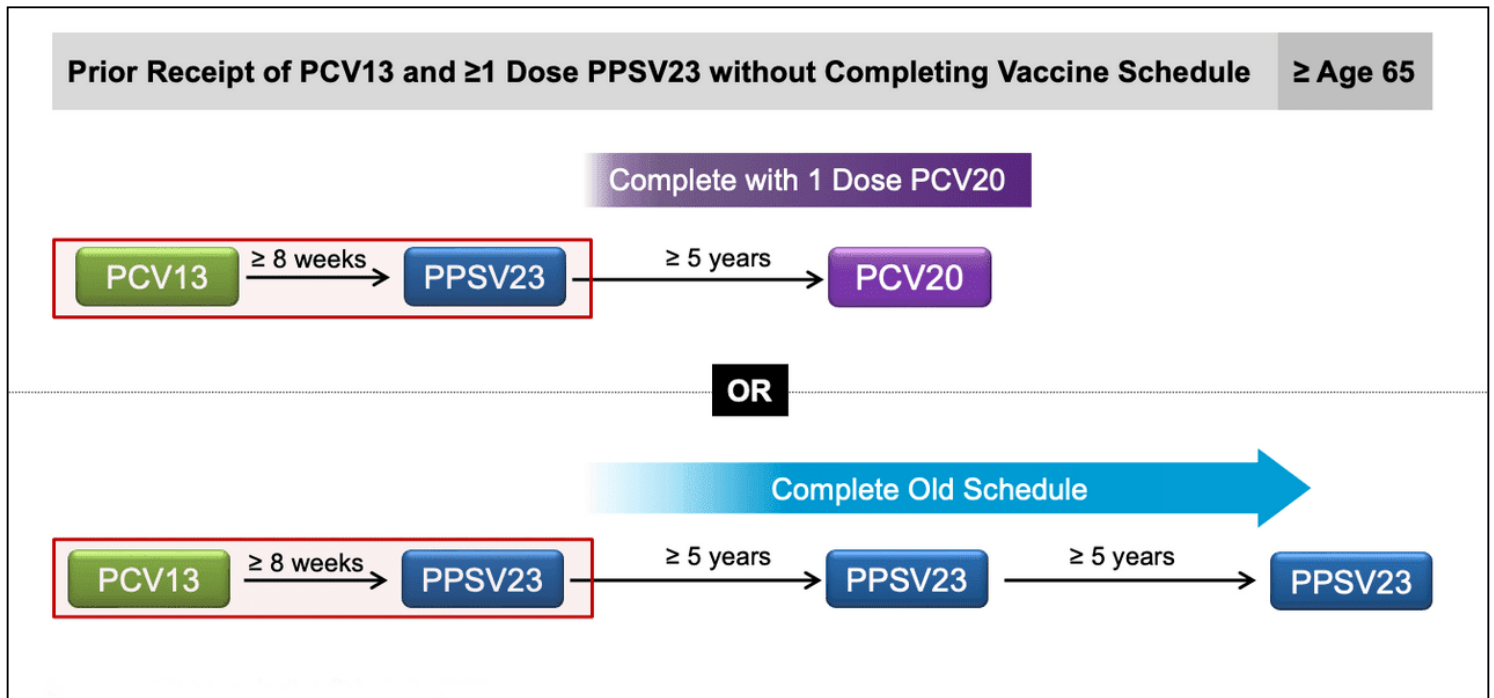 Prior Receipt of PCV13 and ≥1 Dose PPSV23 without Completing Vaccine Schedule ≥ Age 65
Complete with 1 Dose PCV20
PCV13 ≥ 8 weeks PPSV23 ≥ 5 years PCV20
OR
Complete Old Schedule
PCV13 ≥ 8 weeks PPSV23 ≥ 5 years PPSV23 ≥ 5 years PPSV23